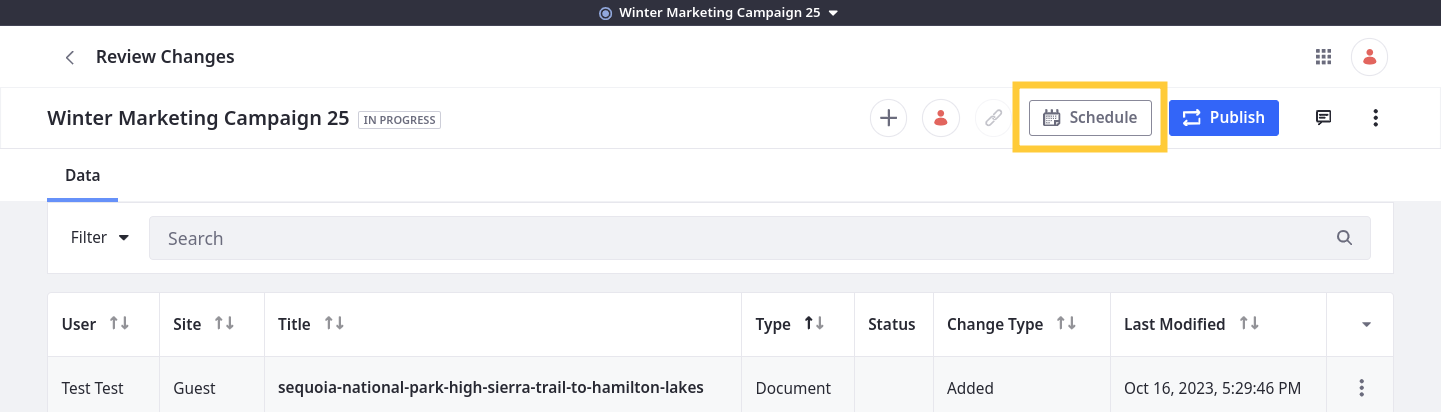 Winter Marketing Campaign 25
Review Changes
Winter Marketing Campaign 25 IN PROGRESS Schedule Publish
Data
Filter Search
User Site Title Type Status Change Type Last Modified
Test Test Guest sequoia-national-park-high-sierra-trail-to-hamilton-lakes Document Added Oct 16, 2023, 5:29:46 PM